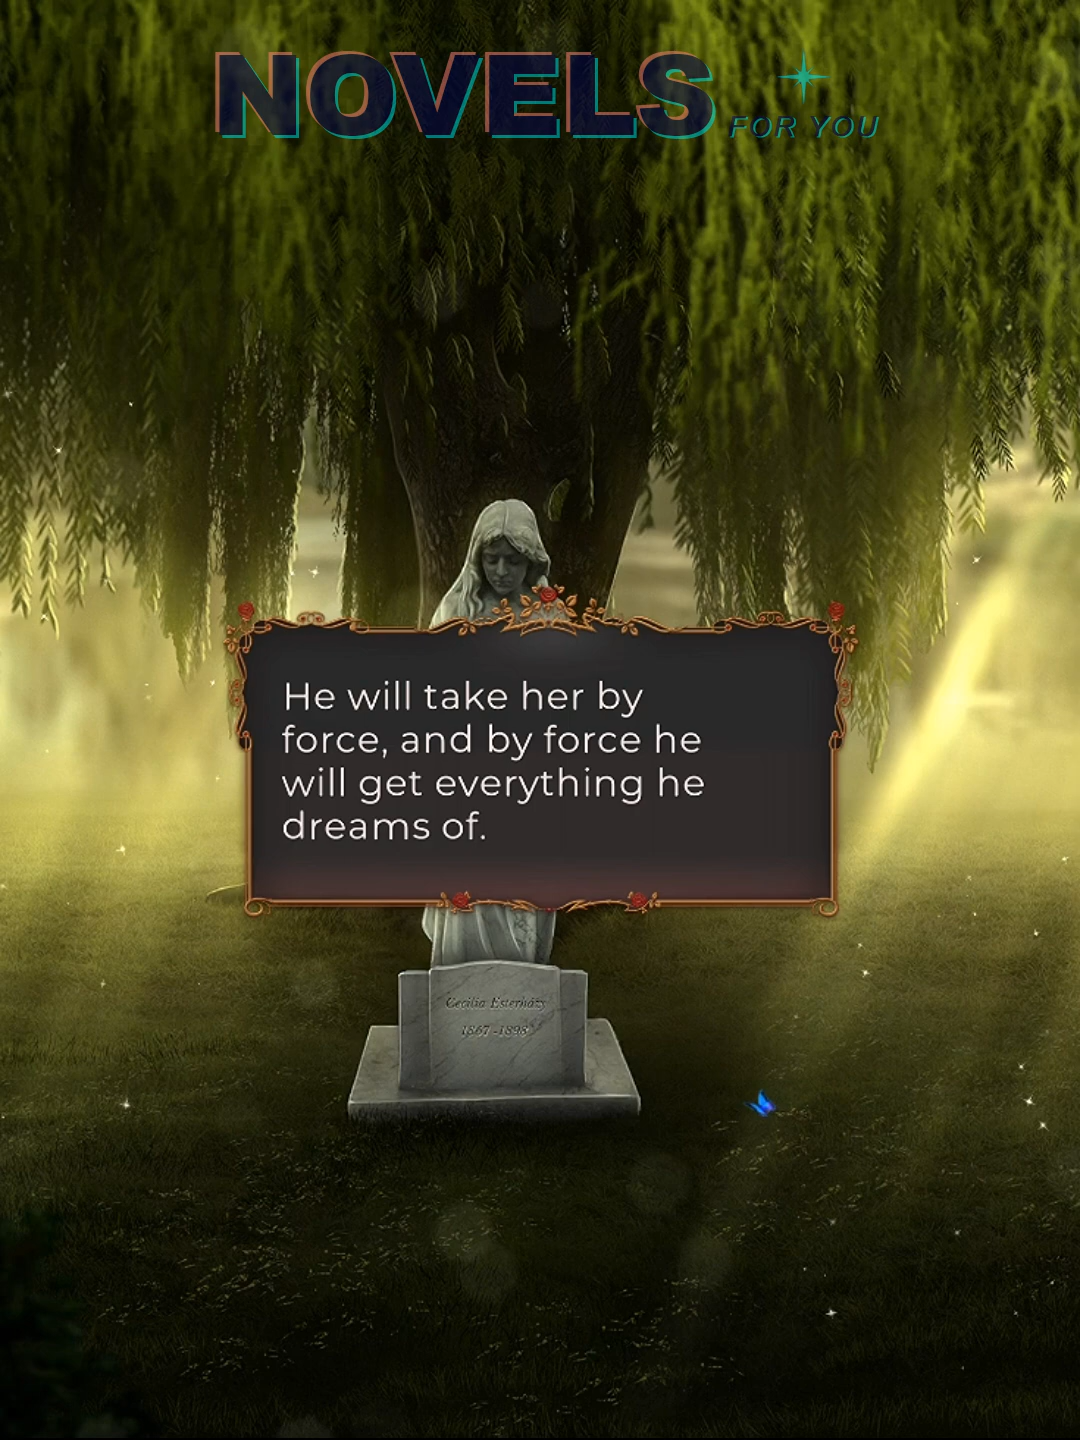 NOVELS
FOR YOU
He will take her by
force, and by force he
will get everything he
dreams of.
Cecilia Esterházy
1867-1898